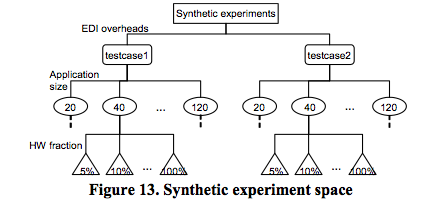 Synthetic experiments
EDI overheads
testcase1 testcase2
Application
size
20 40 ... 120 20 40 ... 120
HW fraction
5% 10% ... 100% 5% 10% ... 100%
Figure 13. Synthetic experiment space